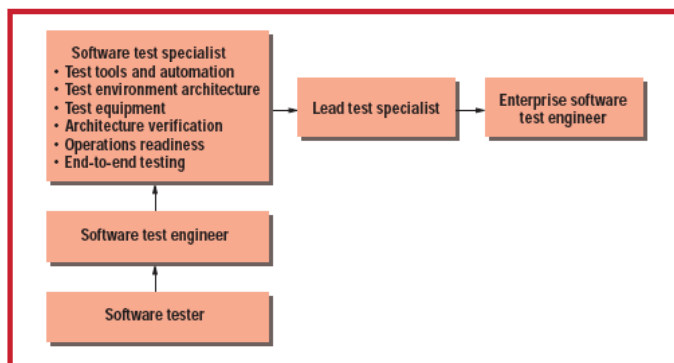 Software test specialist
• Test tools and automation
• Test environment architecture
• Test equipment
• Architecture verification
• Operations readiness
• End-to-end testing
Lead test specialist
Enterprise software
test engineer
Software test engineer
Software tester